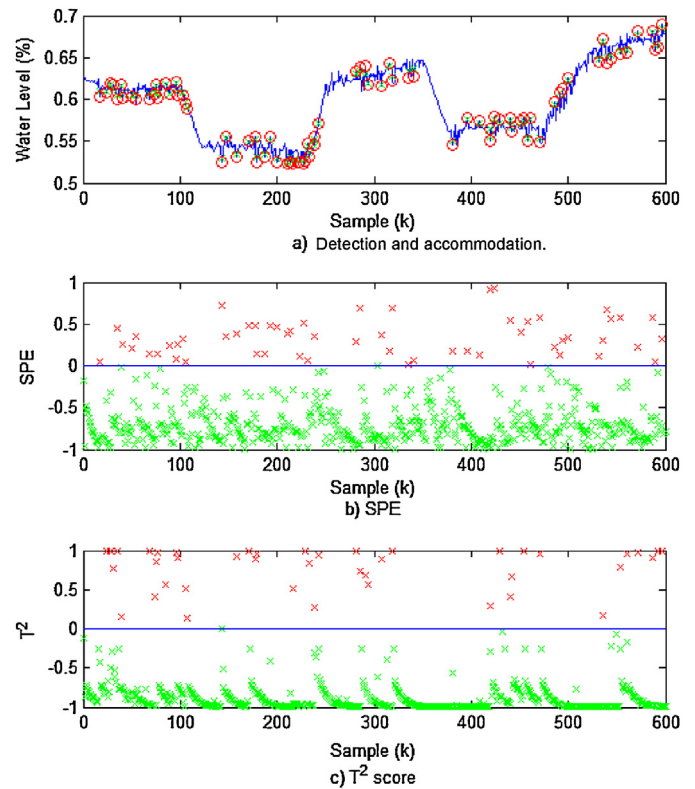 0.7
0.65
0.6
0.55
0.5
Water Level (%)
0 100 200 300 400 500 600
Sample (k)
a) Detection and accommodation.
1
0.5
0
-0.5
-1
SPE
0 100 200 300 400 500 600
Sample (k)
b) SPE
1
0.5
0
-0.5
-1
T²
0 100 200 300 400 500 600
Sample (k)
c) T² score